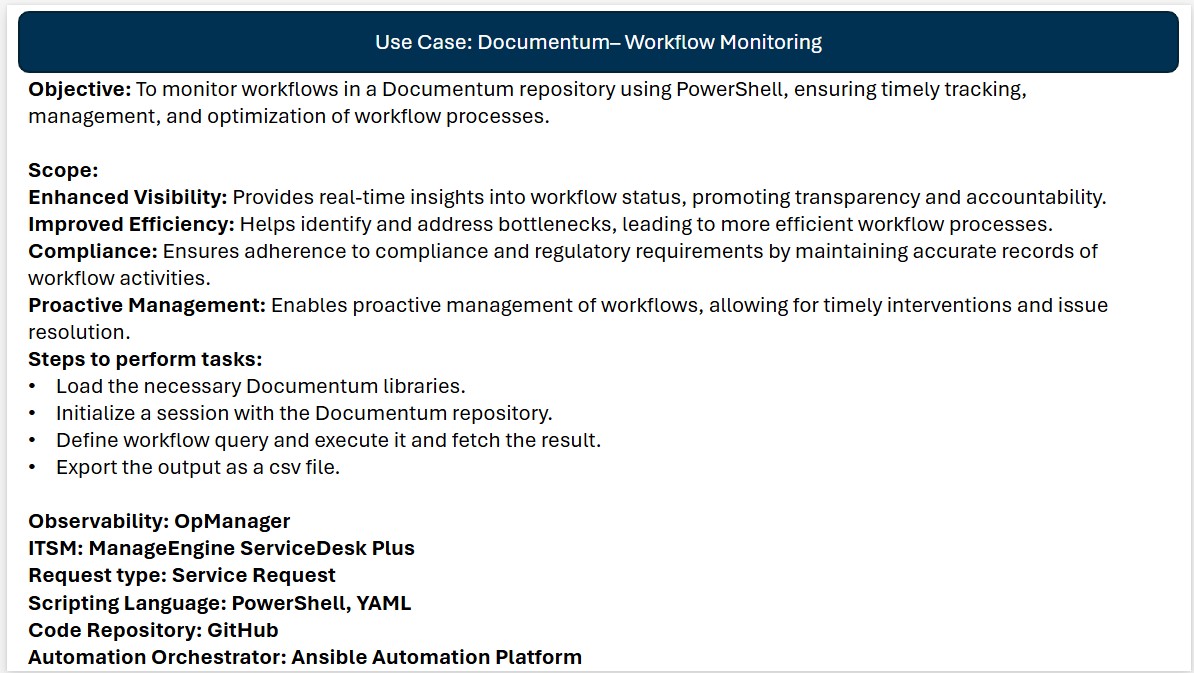 Use Case: Documentum– Workflow Monitoring
Objective: To monitor workflows in a Documentum repository using PowerShell, ensuring timely tracking,
management, and optimization of workflow processes.
Scope:
Enhanced Visibility: Provides real-time insights into workflow status, promoting transparency and accountability.
Improved Efficiency: Helps identify and address bottlenecks, leading to more efficient workflow processes.
Compliance: Ensures adherence to compliance and regulatory requirements by maintaining accurate records of
workflow activities.
Proactive Management: Enables proactive management of workflows, allowing for timely interventions and issue
resolution.
Steps to perform tasks:
• Load the necessary Documentum libraries.
• Initialize a session with the Documentum repository.
• Define workflow query and execute it and fetch the result.
• Export the output as a csv file.
Observability: OpManager
ITSM: ManageEngine ServiceDesk Plus
Request type: Service Request
Scripting Language: PowerShell, YAML
Code Repository: GitHub
Automation Orchestrator: Ansible Automation Platform